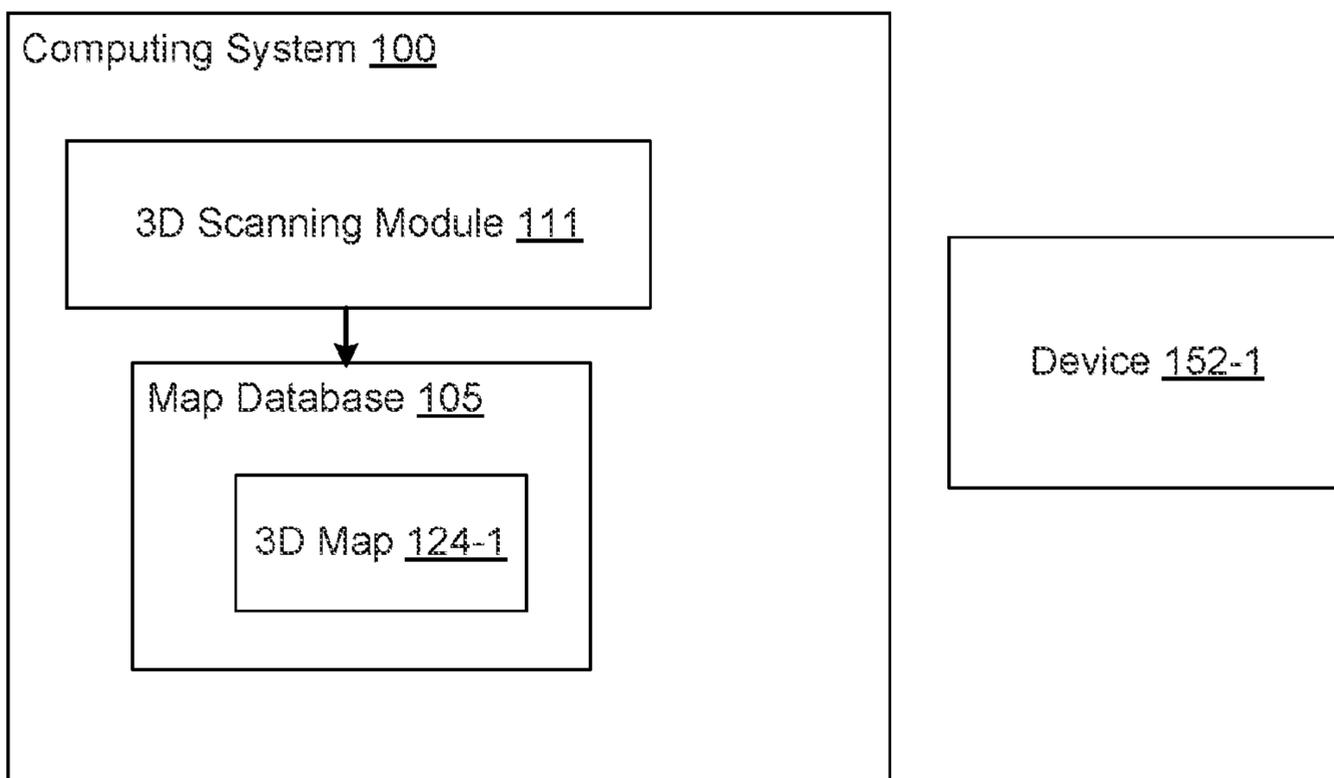 Computing System 100
3D Scanning Module 111
Map Database 105
3D Map 124-1
Device 152-1